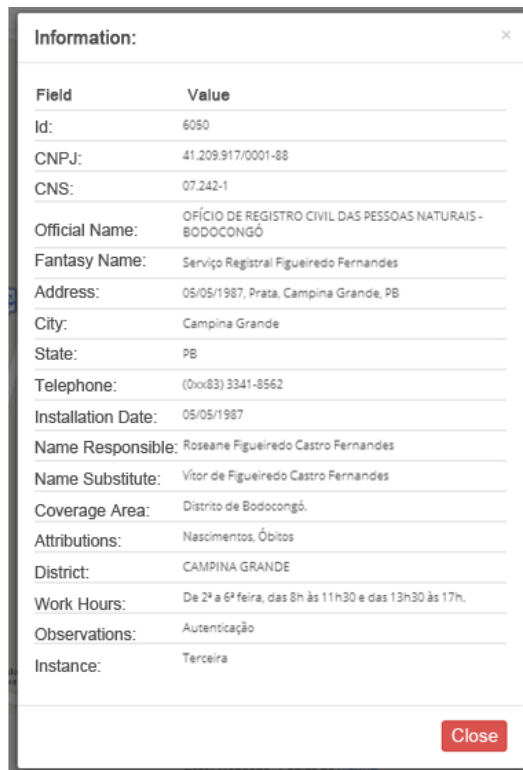 Information: ×
Field Value
Id: 6050
CNPJ: 41.209.917/0001-88
CNS: 07.242-1
Official Name: OFÍCIO DE REGISTRO CIVIL DAS PESSOAS NATURAIS -
BODOCONGÓ
Fantasy Name: Serviço Registral Figueiredo Fernandes
Address: 05/05/1987, Prata, Campina Grande, PB
City: Campina Grande
State: PB
Telephone: (0xx83) 3341-8562
Installation Date: 05/05/1987
Name Responsible: Roseane Figueiredo Castro Fernandes
Name Substitute: Vítor de Figueiredo Castro Fernandes
Coverage Area: Distrito de Bodocongó.
Attributions: Nascimentos, Óbitos
District: CAMPINA GRANDE
Work Hours: De 2ª a 6ª feira, das 8h às 11h30 e das 13h30 às 17h.
Observations: Autenticação
Instance: Terceira
Close